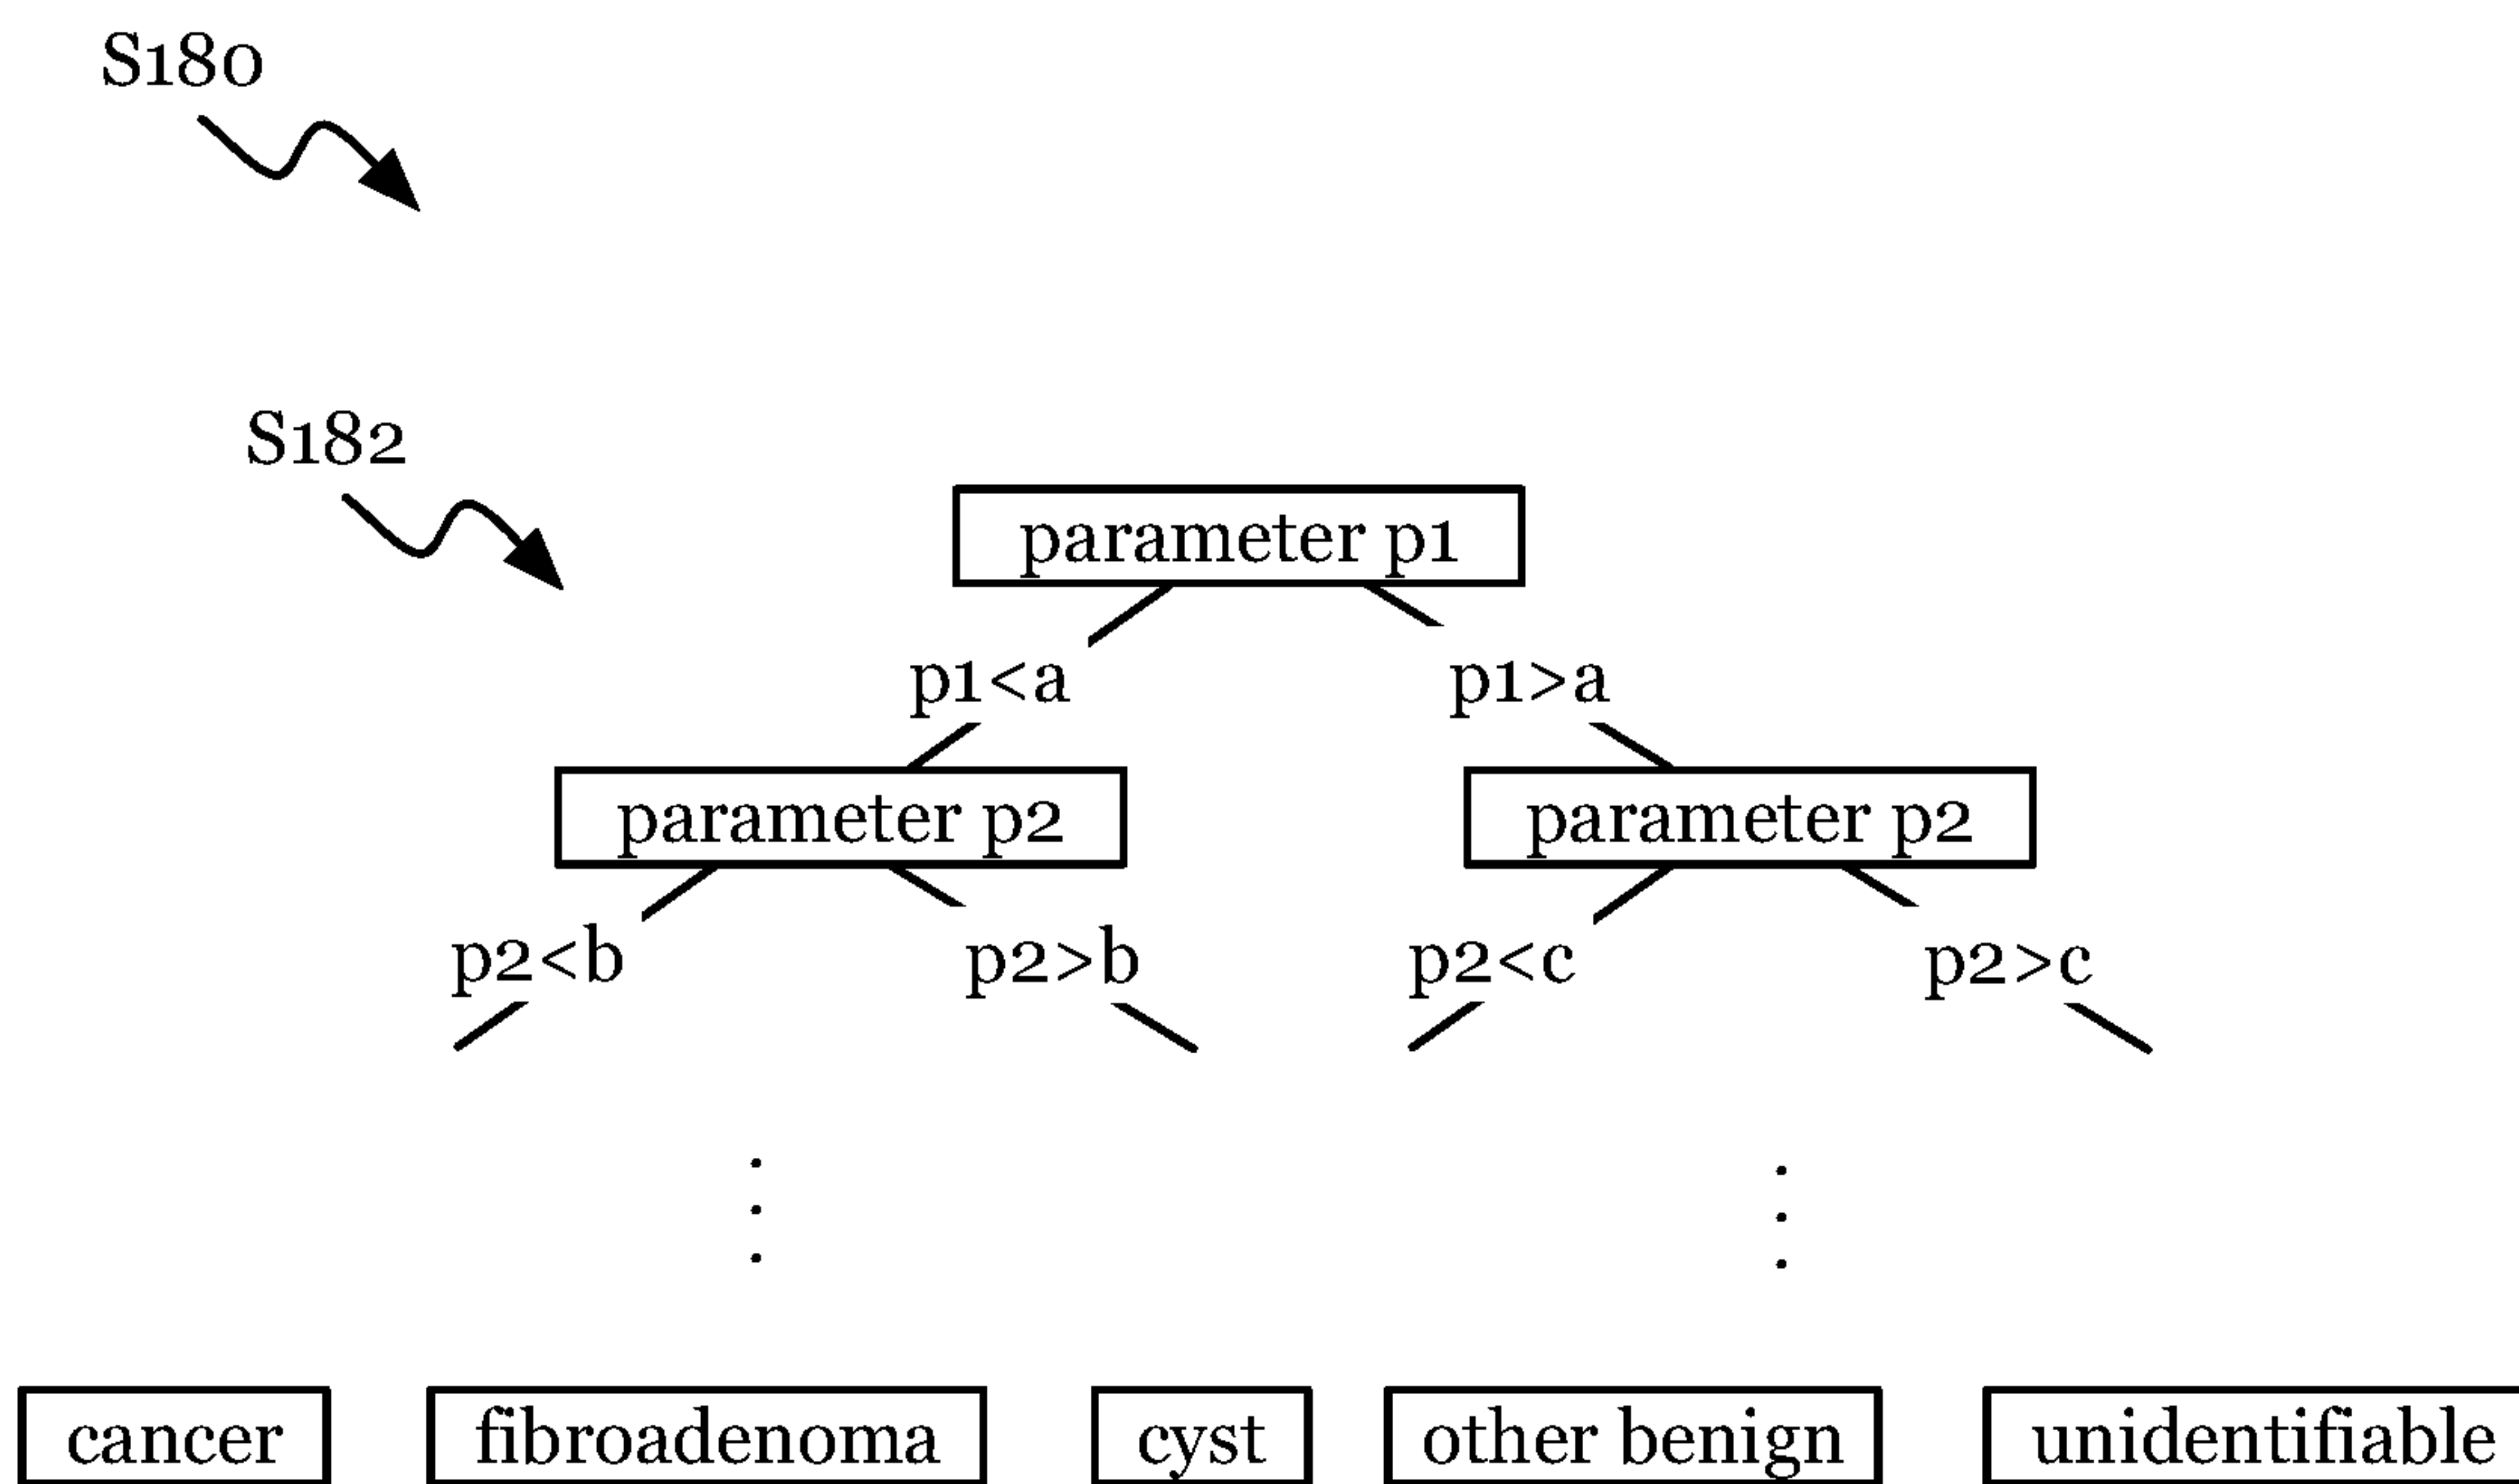 S180
S182
parameter p1
p1<a p1>a
parameter p2 parameter p2
p2<b p2>b p2<c p2>c
cancer fibroadenoma cyst other benign unidentifiable